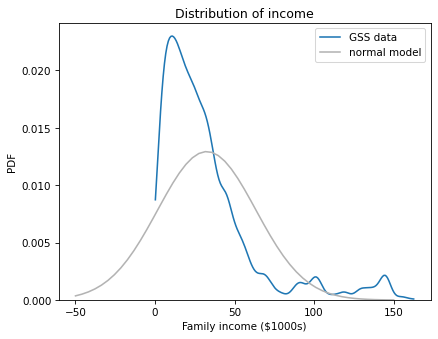 Distribution of income
GSS data
normal model
PDF
0.020
0.015
0.010
0.005
0.000
−50
0
50
100
150
Family income ($1000s)